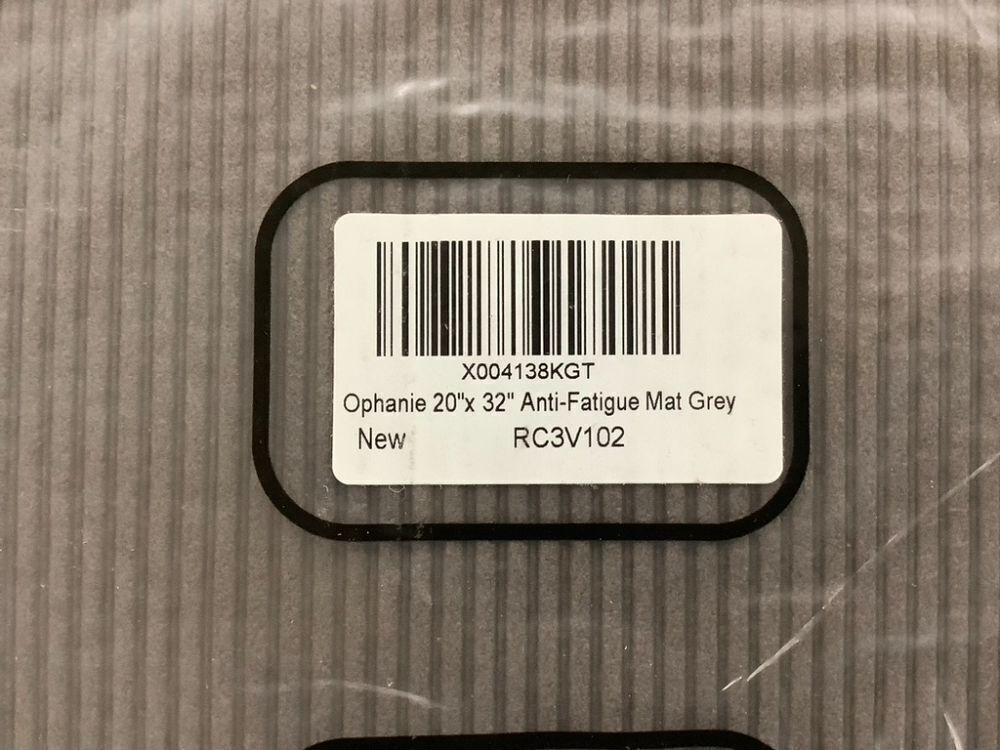 X004138KGT
Ophanie 20"x 32" Anti-Fatigue Mat Grey
New RC3V102